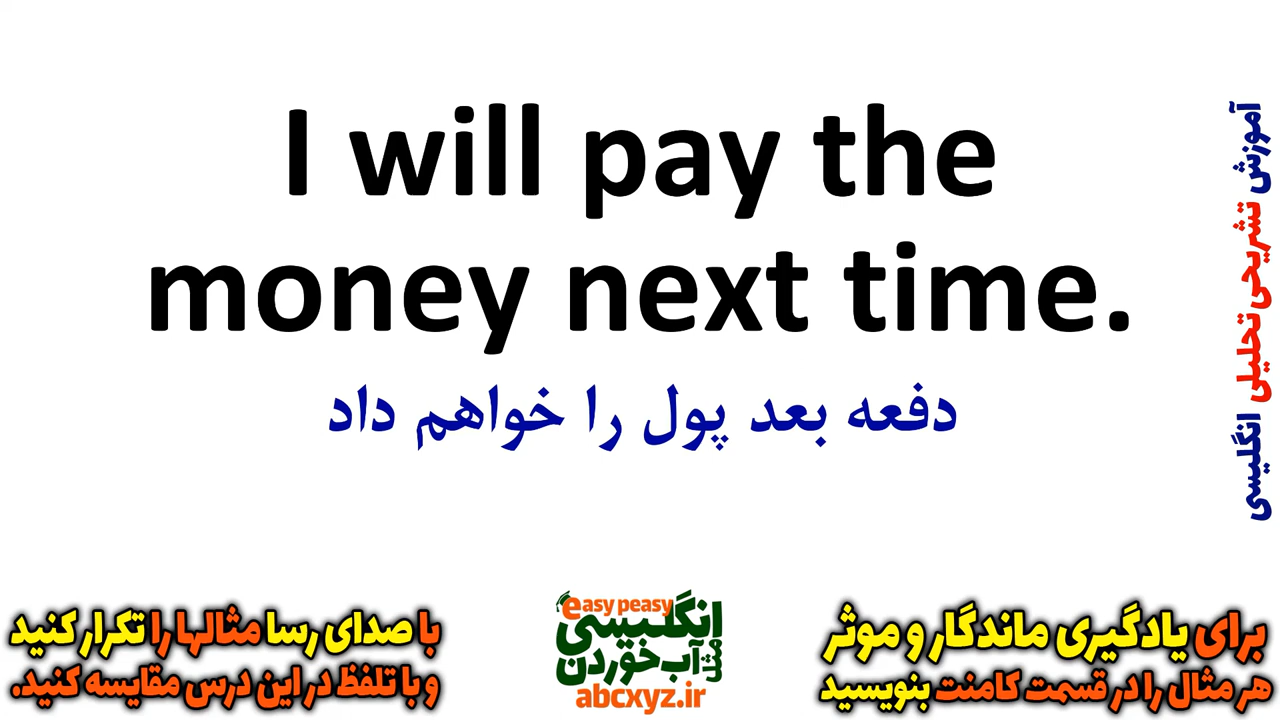 I will pay the
money next time.
دفعه بعد پول را خواهم داد
آموزش تشریحی تحلیلی انگلیسی
برای یادگیری ماندگار و موثر
هر مثال را در قسمت کامنت بنویسید
easy peasy
انگلیسی
مثل آب خوردن
abcxyz.ir
با صدای رسا مثالها را تکرار کنید
و با تلفظ در این درس مقایسه کنید.